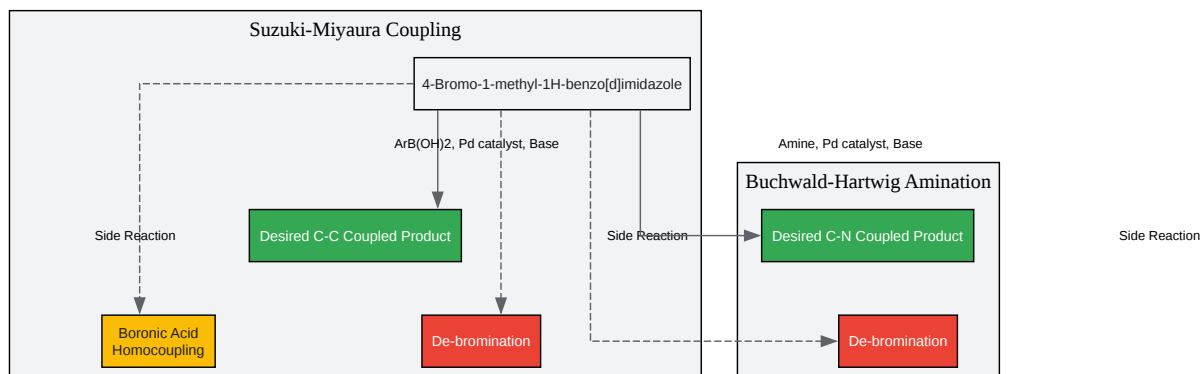 Suzuki-Miyaura Coupling
4-Bromo-1-methyl-1H-benzo[d]imidazole
ArB(OH)2, Pd catalyst, Base
Amine, Pd catalyst, Base
Buchwald-Hartwig Amination
Side Reaction
Desired C-C Coupled Product
Side Reaction
Desired C-N Coupled Product
Side Reaction
Boronic Acid
Homocoupling
De-bromination
De-bromination